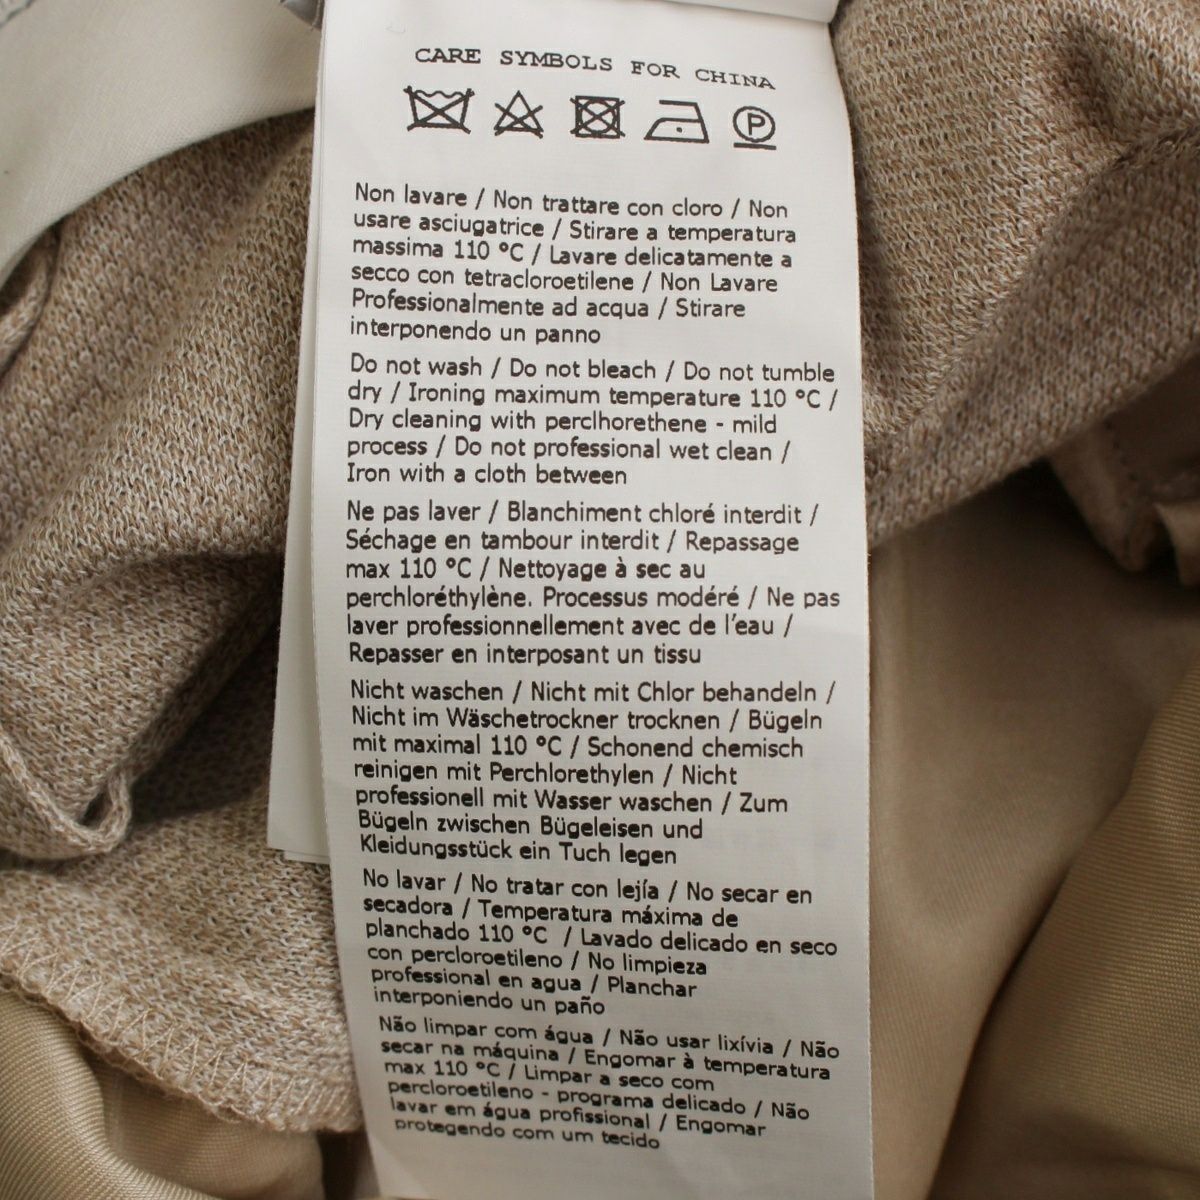 CARE SYMBOLS FOR CHINA
P
Non lavare / Non trattare con cloro / Non
usare asciugatrice / Stirare a temperatura
massima 110 °C / Lavare delicatamente a
secco con tetracloroetilene / Non Lavare
Professionalmente ad acqua / Stirare
interponendo un panno
Do not wash / Do not bleach / Do not tumble
dry / Ironing maximum temperature 110 °C /
Dry cleaning with perclhorethene - mild
process / Do not professional wet clean /
Iron with a cloth between
Ne pas laver / Blanchiment chloré interdit /
Séchage en tambour interdit / Repassage
max 110 °C / Nettoyage à sec au
perchloréthylène. Processus modéré / Ne pas
laver professionnellement avec de l’eau /
Repasser en interposant un tissu
Nicht waschen / Nicht mit Chlor behandeln /
Nicht im Wäschetrockner trocknen / Bügeln
mit maximal 110 °C / Schonend chemisch
reinigen mit Perchlorethylen / Nicht
professionell mit Wasser waschen / Zum
Bügeln zwischen Bügeleisen und
Kleidungsstück ein Tuch legen
No lavar / No tratar con lejía / No secar en
secadora / Temperatura máxima de
planchado 110 °C / Lavado delicado en seco
con percloroetileno / No limpieza
professional en agua / Planchar
interponiendo un paño
Não limpar com água / Não usar lixívia / Não
secar na máquina / Engomar à temperatura
max 110 °C / Limpar a seco com
percloroetileno - programa delicado / Não
lavar em água profissional / Engomar
protegendo com um tecido